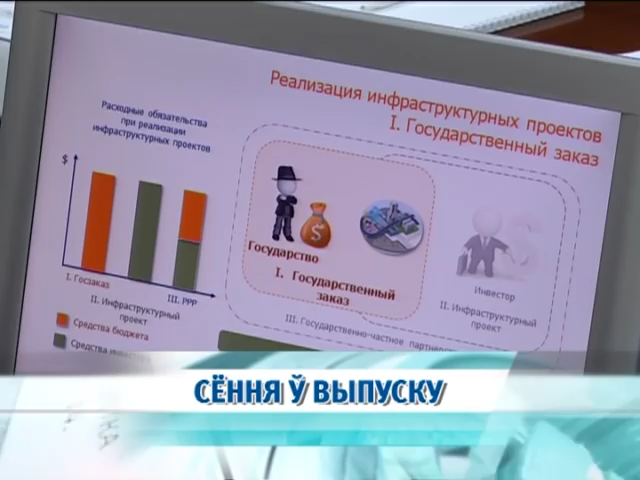 Реализация инфраструктурных проектов
I. Государственный заказ
Расходные обязательства
при реализации
инфраструктурных проектов
$
I. Госзаказ
II. Инфраструктурный
проект
III. PPP
Средства бюджета
Средства
$
Государство
I. Государственный
заказ
Инвестор
II. Инфраструктурный
проект
III. Государственно-частное
СЁННЯ Ў ВЫПУСКУ